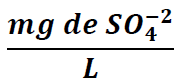 mg de SO₄⁻²
L